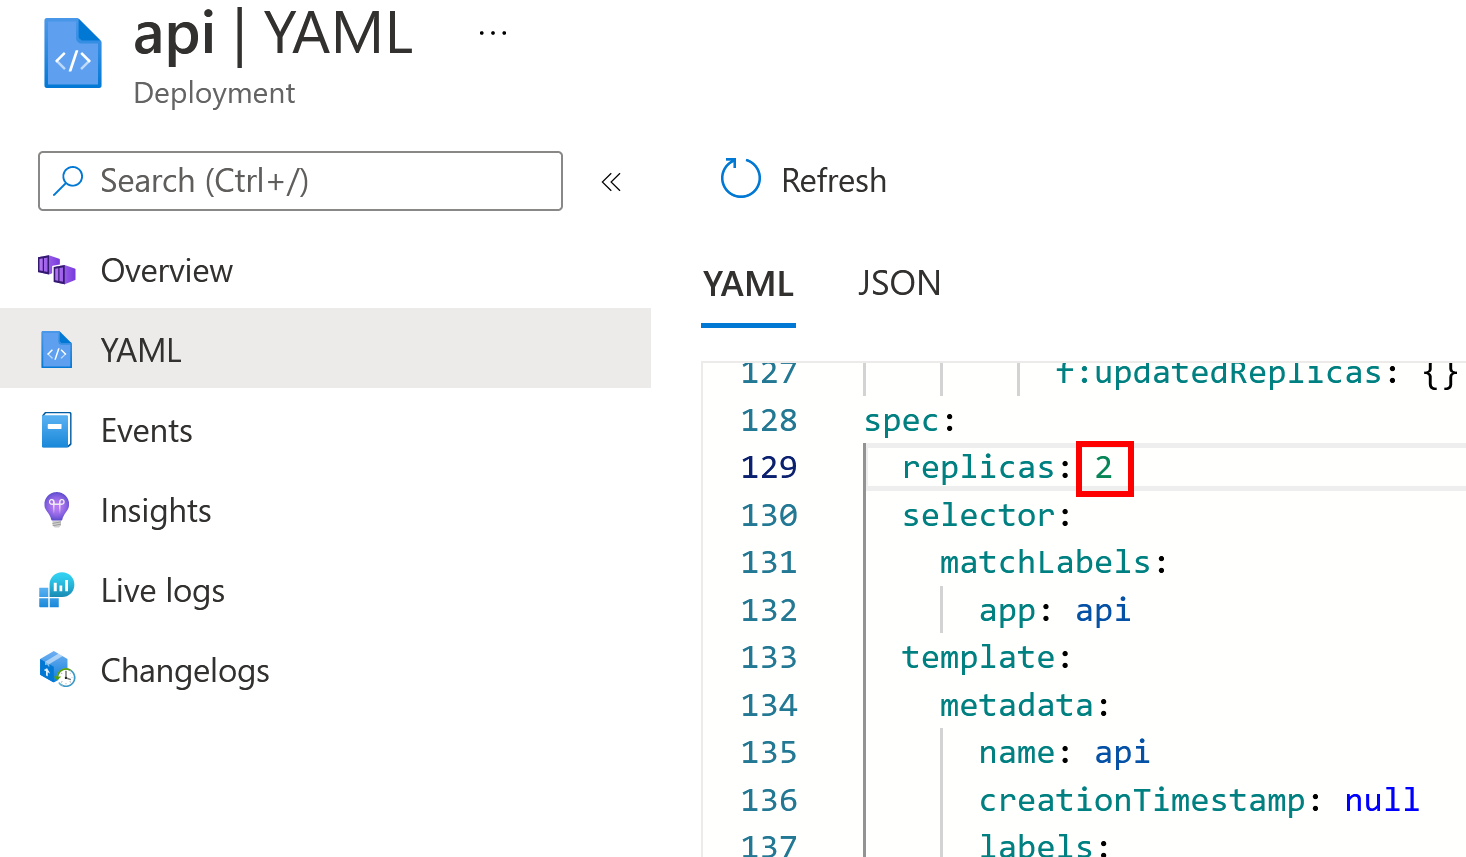 api | YAML ...
Deployment
Search (Ctrl+/)
«
Refresh
Overview
YAML
Events
Insights
Live logs
Changelogs
YAML JSON
127 f:updatedReplicas: {}
128 spec:
129 replicas: 2
130 selector:
131 matchLabels:
132 app: api
133 template:
134 metadata:
135 name: api
136 creationTimestamp: null
137 labels: